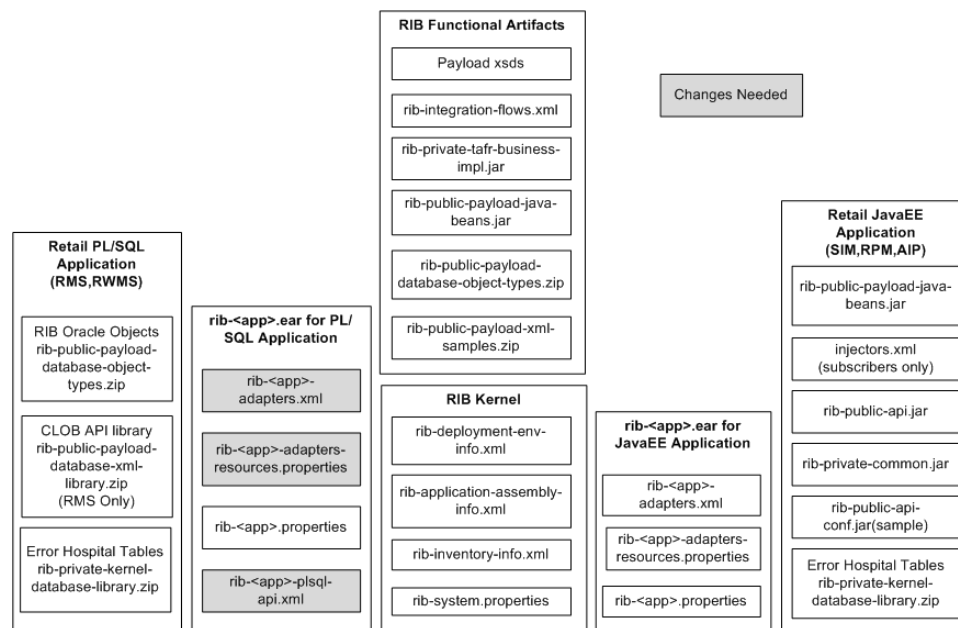 RIB Functional Artifacts
Payload xsds
rib-integration-flows.xml
rib-private-tafr-business-
impl.jar
rib-public-payload-java-
beans.jar
rib-public-payload-
database-object-types.zip
rib-public-payload-xml-
samples.zip
Changes Needed
Retail PL/SQL
Application
(RMS,RWMS)
RIB Oracle Objects
rib-public-payload-
database-object-
types.zip
CLOB API library
rib-public-payload-
database-xml-
library.zip
(RMS Only)
Error Hospital Tables
rib-private-kernel-
database-library.zip
rib-<app>.ear for PL/
SQL Application
rib-<app>-
adapters.xml
rib-<app>-adapters-
resources.properties
rib-<app>.properties
rib-<app>-plsql-
api.xml
RIB Kernel
rib-deployment-env-
info.xml
rib-application-assembly-
info.xml
rib-inventory-info.xml
rib-system.properties
rib-<app>.ear for
JavaEE Application
rib-<app>-
adapters.xml
rib-<app>-adapters-
resources.properties
rib-<app>.properties
Retail JavaEE
Application
(SIM,RPM,AIP)
rib-public-payload-java-
beans.jar
injectors.xml
(subscribers only)
rib-public-api.jar
rib-private-common.jar
rib-public-api-
conf.jar(sample)
Error Hospital Tables
rib-private-kernel-
database-library.zip